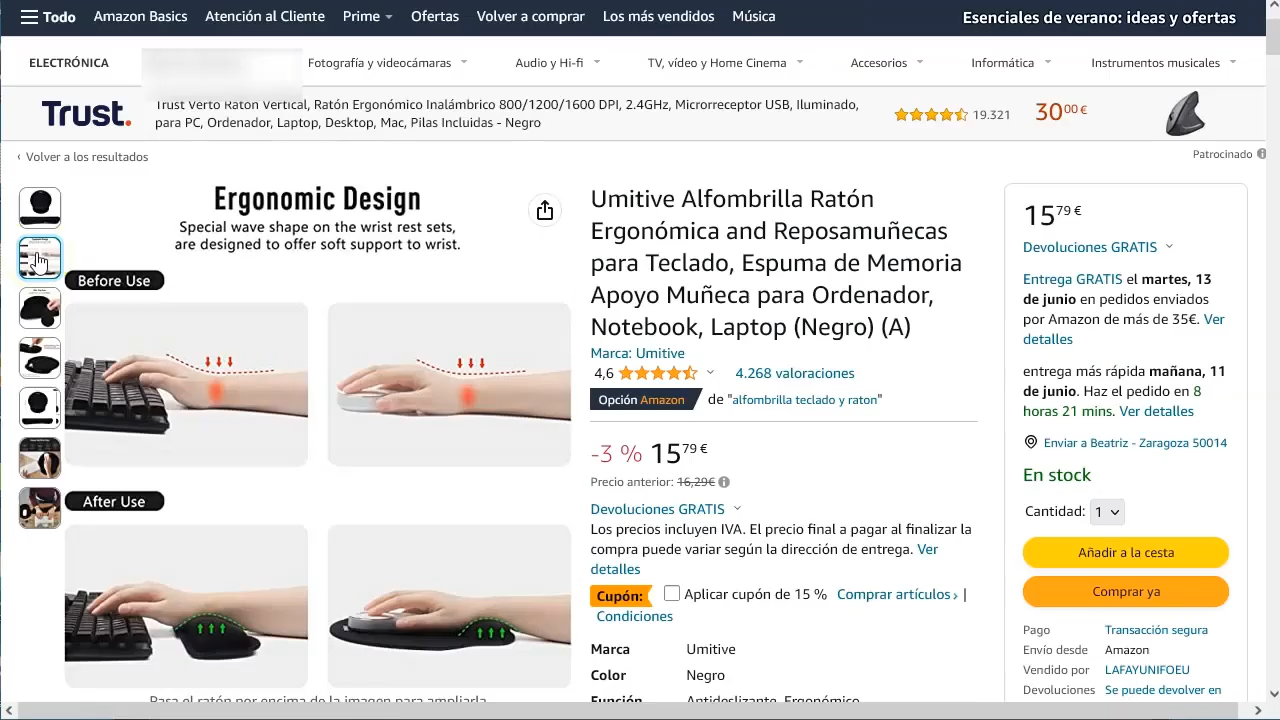 Todo
Amazon Basics
Atención al Cliente
Prime
Ofertas
Volver a comprar
Los más vendidos
Música
Esenciales de verano: ideas y ofertas
ELECTRÓNICA
Fotografía y videocámaras
Audio y Hi-fi
TV, vídeo y Home Cinema
Accesorios
Informática
Instrumentos musicales
Trust.
Trust Verto Ratón Vertical, Ratón Ergonómico Inalámbrico 800/1200/1600 DPI, 2.4GHz, Microrreceptor USB, Iluminado,
para PC, Ordenador, Laptop, Desktop, Mac, Pilas Incluidas - Negro
19.321
30,00 €
‹ Volver a los resultados
Patrocinado
Ergonomic Design
Special wave shape on the wrist rest sets,
are designed to offer soft support to wrist.
Before Use
After Use
Para el ratón por encima de la imagen para ampliarla
Umitive Alfombrilla Ratón
Ergonómica and Reposamuñecas
para Teclado, Espuma de Memoria
Apoyo Muñeca para Ordenador,
Notebook, Laptop (Negro) (A)
Marca: Umitive
4,6
4.268 valoraciones
Opción Amazon de "alfombrilla teclado y raton"
-3 % 15 79 €
Precio anterior: 16,29€
Devoluciones GRATIS
Los precios incluyen IVA. El precio final a pagar al finalizar la
compra puede variar según la dirección de entrega. Ver
detalles
Cupón: Aplicar cupón de 15 % Comprar artículos › |
Condiciones
Marca Umitive
Color Negro
Función Antideslizante, Ergonómico
15 79 €
Devoluciones GRATIS
Entrega GRATIS el martes, 13
de junio en pedidos enviados
por Amazon de más de 35€. Ver
detalles
entrega más rápida mañana, 11
de junio. Haz el pedido en 8
horas 21 mins. Ver detalles
Enviar a Beatriz - Zaragoza 50014
En stock
Cantidad: 1
Añadir a la cesta
Comprar ya
Pago Transacción segura
Envío desde Amazon
Vendido por LAFAYUNIFOEU
Devoluciones Se puede devolver en